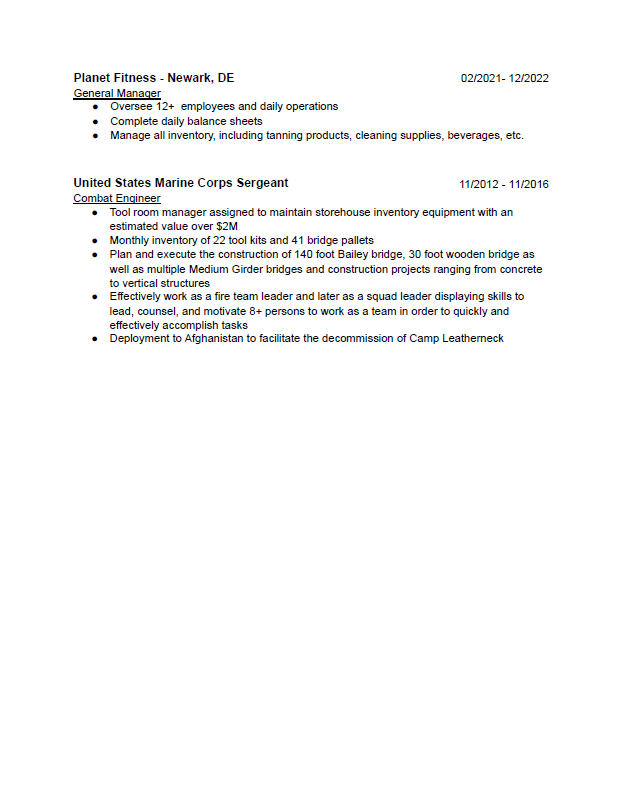 Planet Fitness - Newark, DE 02/2021- 12/2022
General Manager
● Oversee 12+  employees and daily operations
● Complete daily balance sheets
● Manage all inventory, including tanning products, cleaning supplies, beverages, etc.
United States Marine Corps Sergeant 11/2012 - 11/2016
Combat Engineer
● Tool room manager assigned to maintain storehouse inventory equipment with an
estimated value over $2M
● Monthly inventory of 22 tool kits and 41 bridge pallets
● Plan and execute the construction of 140 foot Bailey bridge, 30 foot wooden bridge as
well as multiple Medium Girder bridges and construction projects ranging from concrete
to vertical structures
● Effectively work as a fire team leader and later as a squad leader displaying skills to
lead, counsel, and motivate 8+ persons to work as a team in order to quickly and
effectively accomplish tasks
● Deployment to Afghanistan to facilitate the decommission of Camp Leatherneck